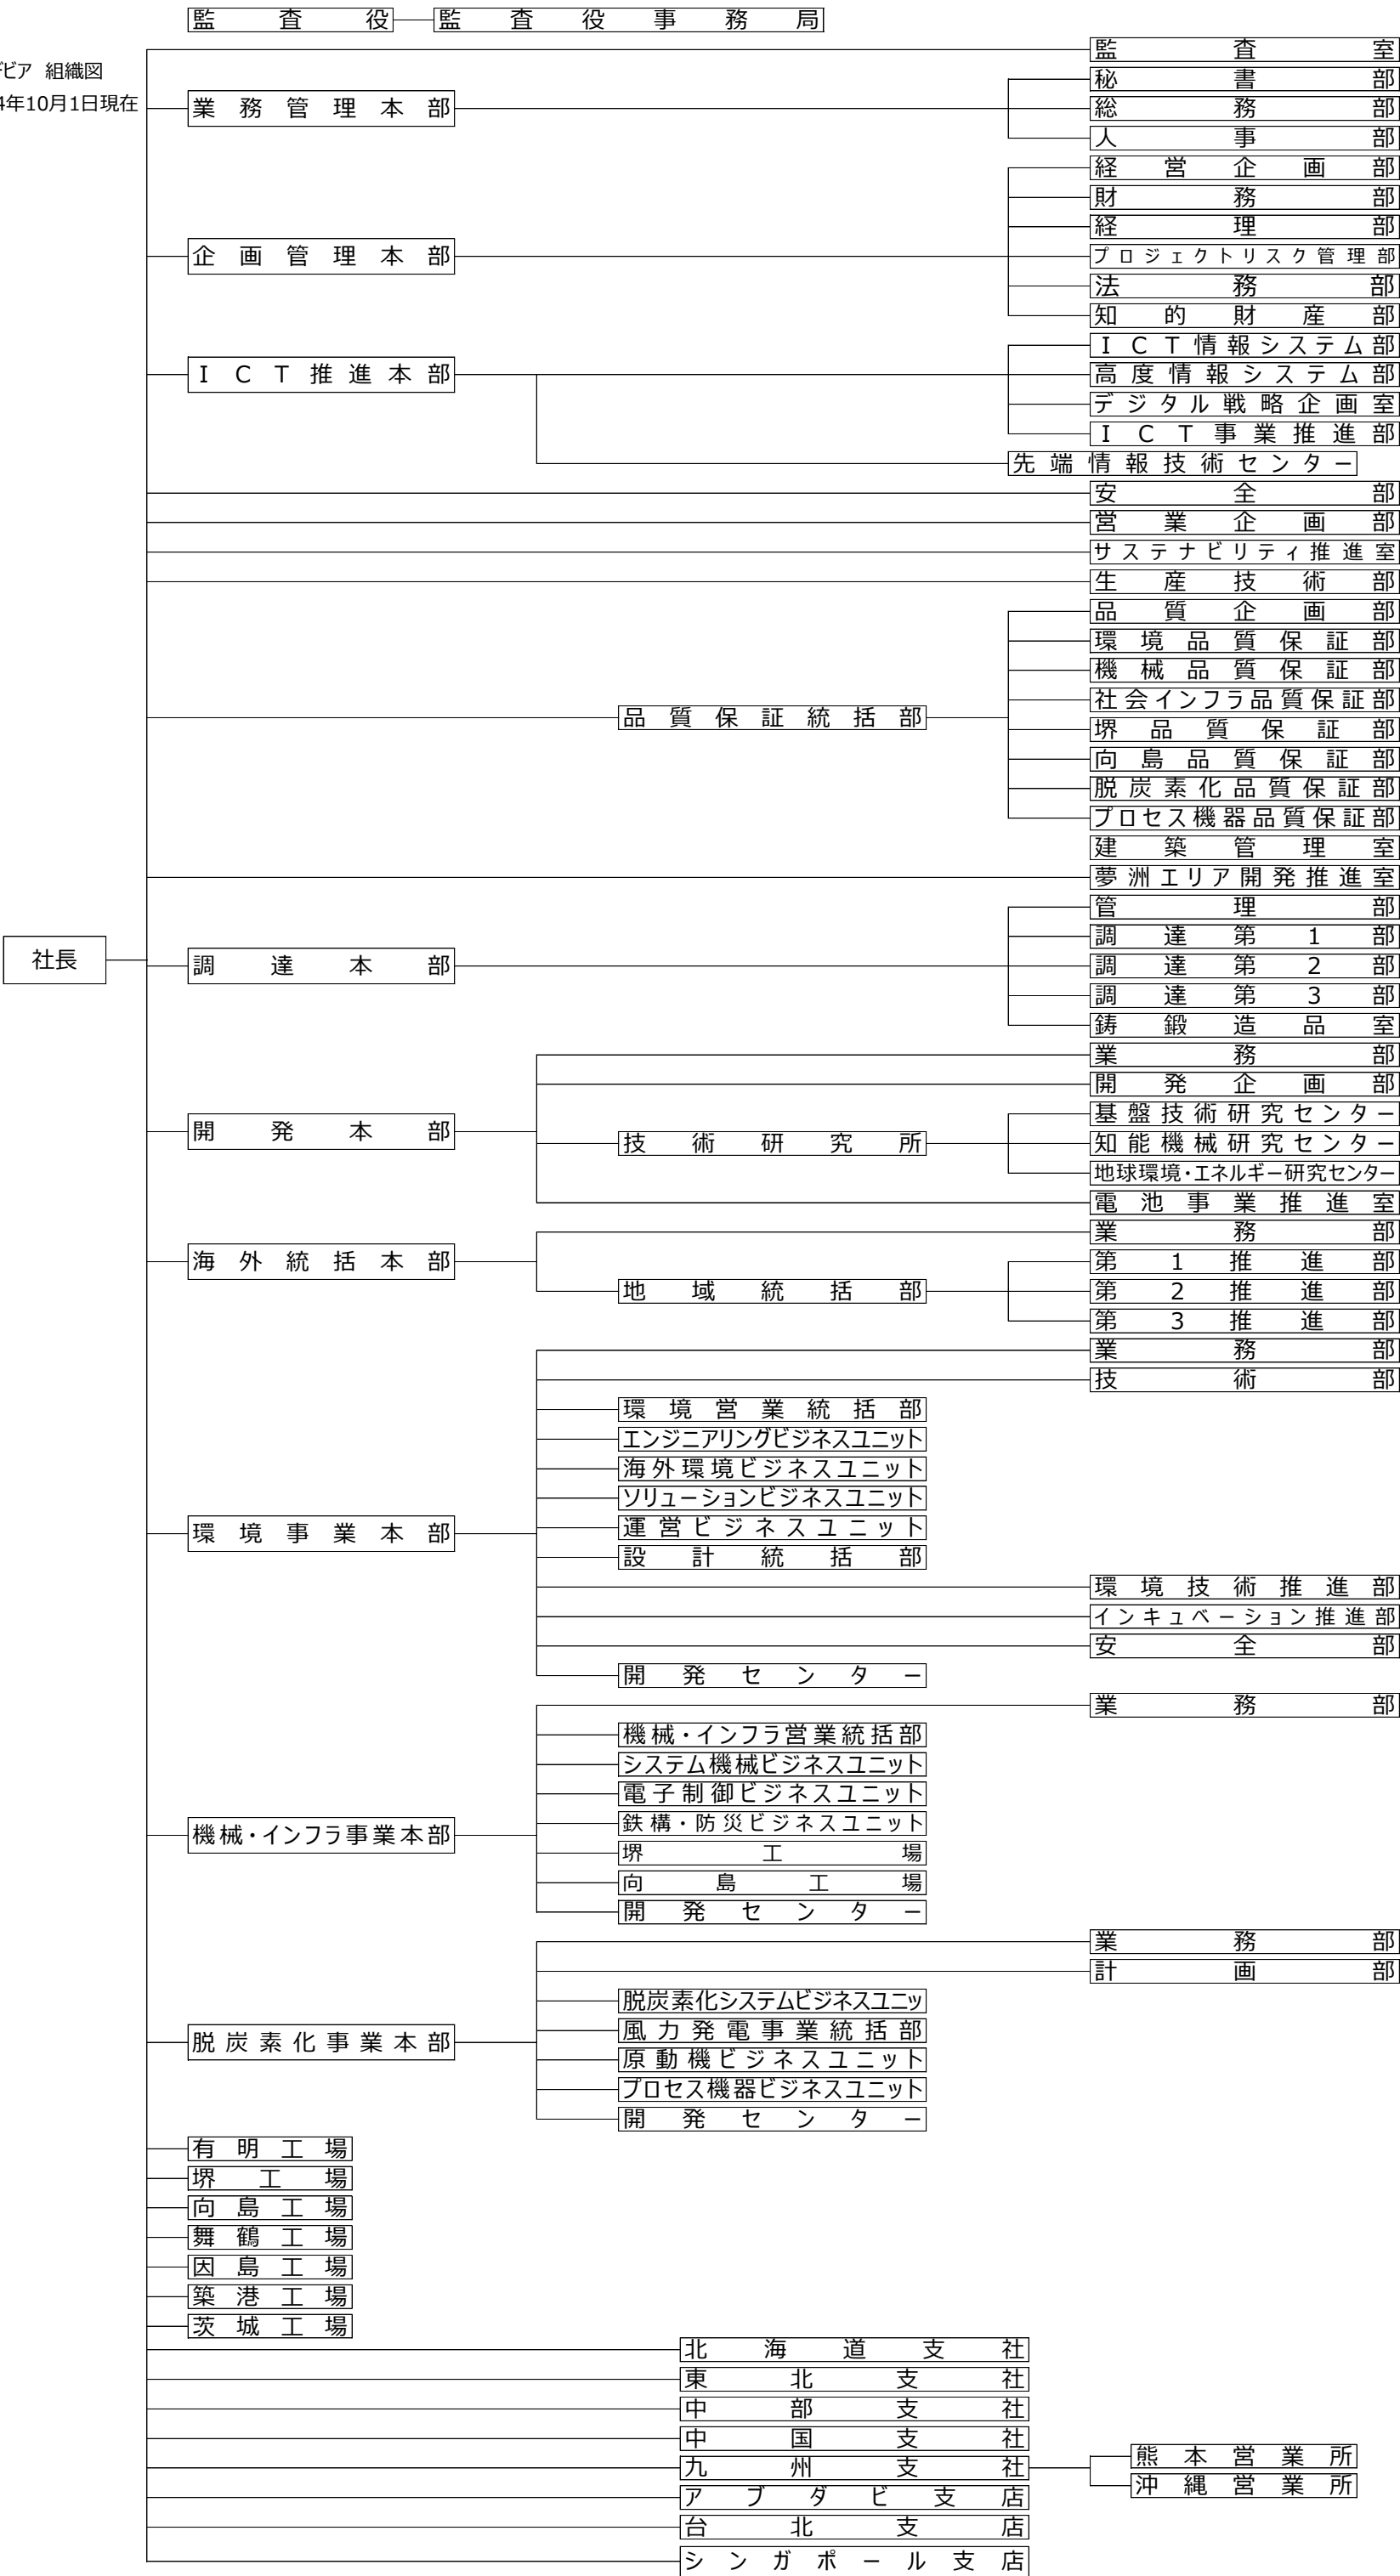 監査役 監査役事務局
監査室
ビア 組織図
秘書部
年10月1日現在
業務管理本部
総務部
人事部
経営企画部
財務部
経理部
企画管理本部
プロジェクトリスク管理部
法務部
知的財産部
ICT情報システム部
ICT推進本部
高度情報システム部
デジタル戦略企画室
ICT事業推進部
先端情報技術センター
安全部
営業企画部
サステナビリティ推進室
生産技術部
品質企画部
環境品質保証部
機械品質保証部
社会インフラ品質保証部
品質保証統括部
堺品質保証部
向島品質保証部
脱炭素化品質保証部
プロセス機器品質保証部
建築管理室
夢洲エリア開発推進室
管理部
調達第1部
社長
調達本部
調達第2部
調達第3部
鋳鍛造品室
業務部
開発企画部
基盤技術研究センター
開発本部
技術研究所
知能機械研究センター
地球環境・エネルギー研究センター
電池事業推進室
業務部
海外統括本部
第1推進部
地域統括部
第2推進部
第3推進部
業務部
技術部
環境営業統括部
エンジニアリングビジネスユニット
海外環境ビジネスユニット
ソリューションビジネスユニット
運営ビジネスユニット
環境事業本部
設計統括部
環境技術推進部
インキュベーション推進部
安全部
開発センター
業務部
機械・インフラ営業統括部
システム機械ビジネスユニット
電子制御ビジネスユニット
鉄構・防災ビジネスユニット
機械・インフラ事業本部
堺工場
向島工場
開発センター
業務部
計画部
脱炭素化システムビジネスユニッ
風力発電事業統括部
脱炭素化事業本部
原動機ビジネスユニット
プロセス機器ビジネスユニット
開発センター
有明工場
堺工場
向島工場
舞鶴工場
因島工場
築港工場
茨城工場
北海道支社
東北支社
中部支社
中国支社
熊本営業所
九州支社
沖縄営業所
アブダビ支店
台北支店
シンガポール支店